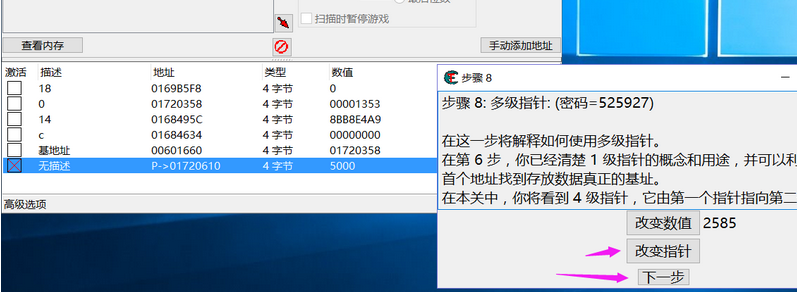 最后位数
扫描时暂停游戏
查看内存
手动添加地址
激活 描述 地址 类型 数值
18 0169B5F8 4 字节 0
0 01720358 4 字节 00001353
14 0168495C 4 字节 8BB8E4A9
c 01684634 4 字节 00000000
基地址 00601660 4 字节 01720358
无描述 P->01720610 4 字节 5000
高级选项
步骤 8
步骤 8: 多级指针: (密码=525927)
在这一步将解释如何使用多级指针。
在第 6 步，你已经清楚 1 级指针的概念和用途，并可以利
首个地址找到存放数据真正的基址。
在本关中，你将看到 4 级指针，它由第一个指针指向第二
改变数值 2585
改变指针
下一步